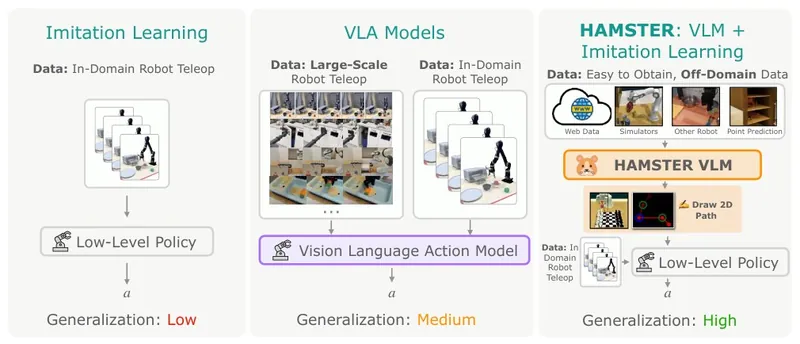 Imitation Learning
Data: In-Domain Robot Teleop
Low-Level Policy
a
Generalization: Low
VLA Models
Data: Large-Scale
Robot Teleop
Data: In-Domain
Robot Teleop
...
Vision Language Action Model
a
Generalization: Medium
HAMSTER: VLM +
Imitation Learning
Data: Easy to Obtain, Off-Domain Data
WWW
Web Data
Simulators
Other Robot
Point Prediction
HAMSTER VLM
Draw 2D
Path
Data: In
Domain
Robot
Teleop
Low-Level Policy
a
Generalization: High